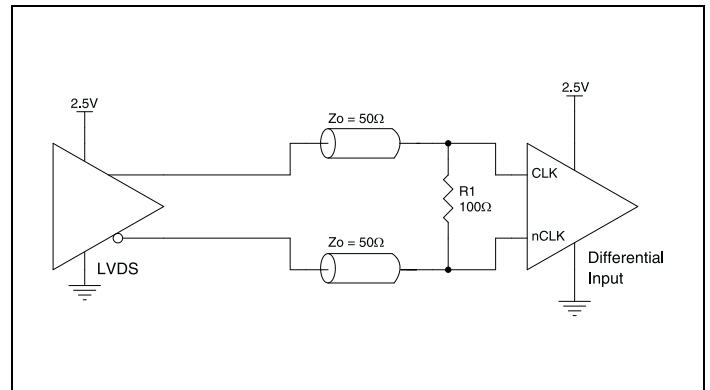 2.5V
2.5V
Zo = 50Ω
CLK
R1
100Ω
nCLK
Zo = 50Ω
LVDS
Differential
Input